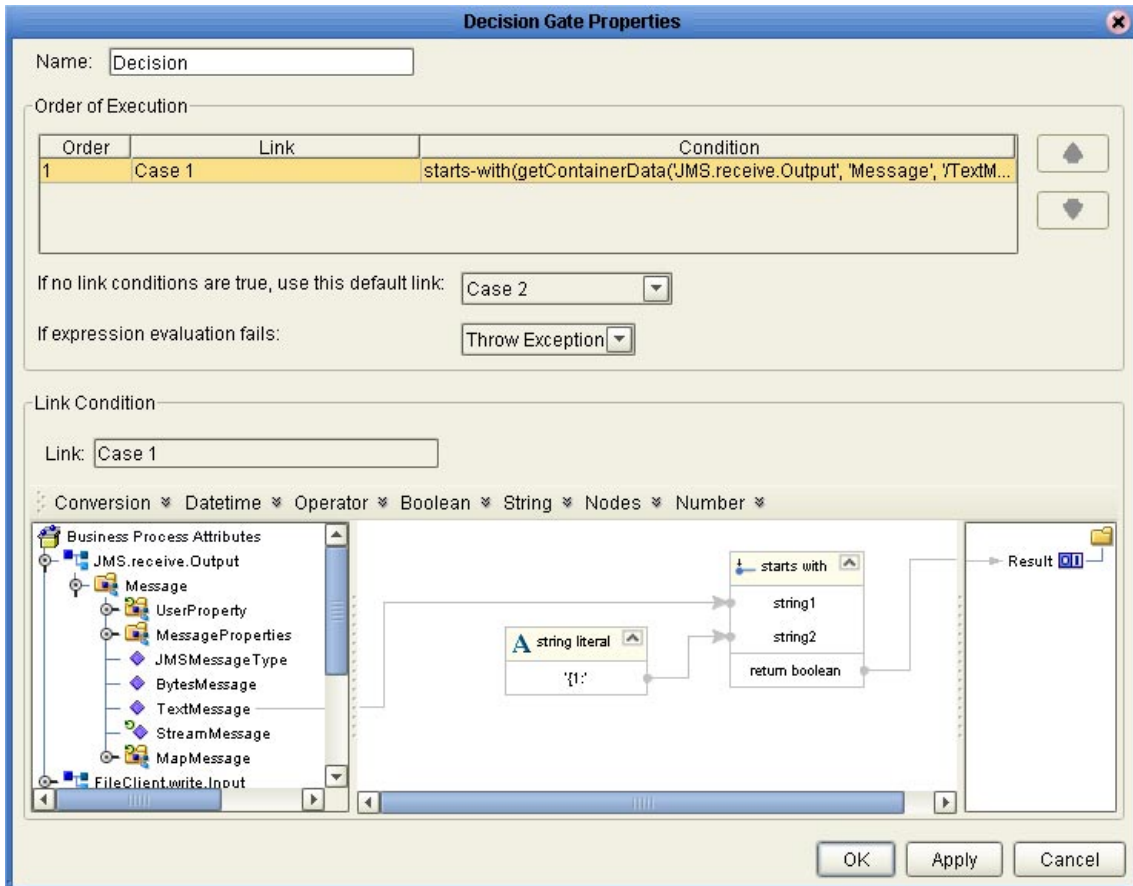 Decision Gate Properties
Name: Decision
Order of Execution
Order Link Condition
1 Case 1 starts-with(getContainerData('JMS.receive.Output', 'Message', '/TextM...
If no link conditions are true, use this default link: Case 2
If expression evaluation fails: Throw Exception
Link Condition
Link: Case 1
Conversion Datetime Operator Boolean String Nodes Number
Business Process Attributes
JMS.receive.Output
Message
UserProperty
MessageProperties
JMSMessageType
BytesMessage
TextMessage
StreamMessage
MapMessage
FileClient.write.Input
A string literal
'{1:'
starts with
string1
string2
return boolean
Result
OK Apply Cancel